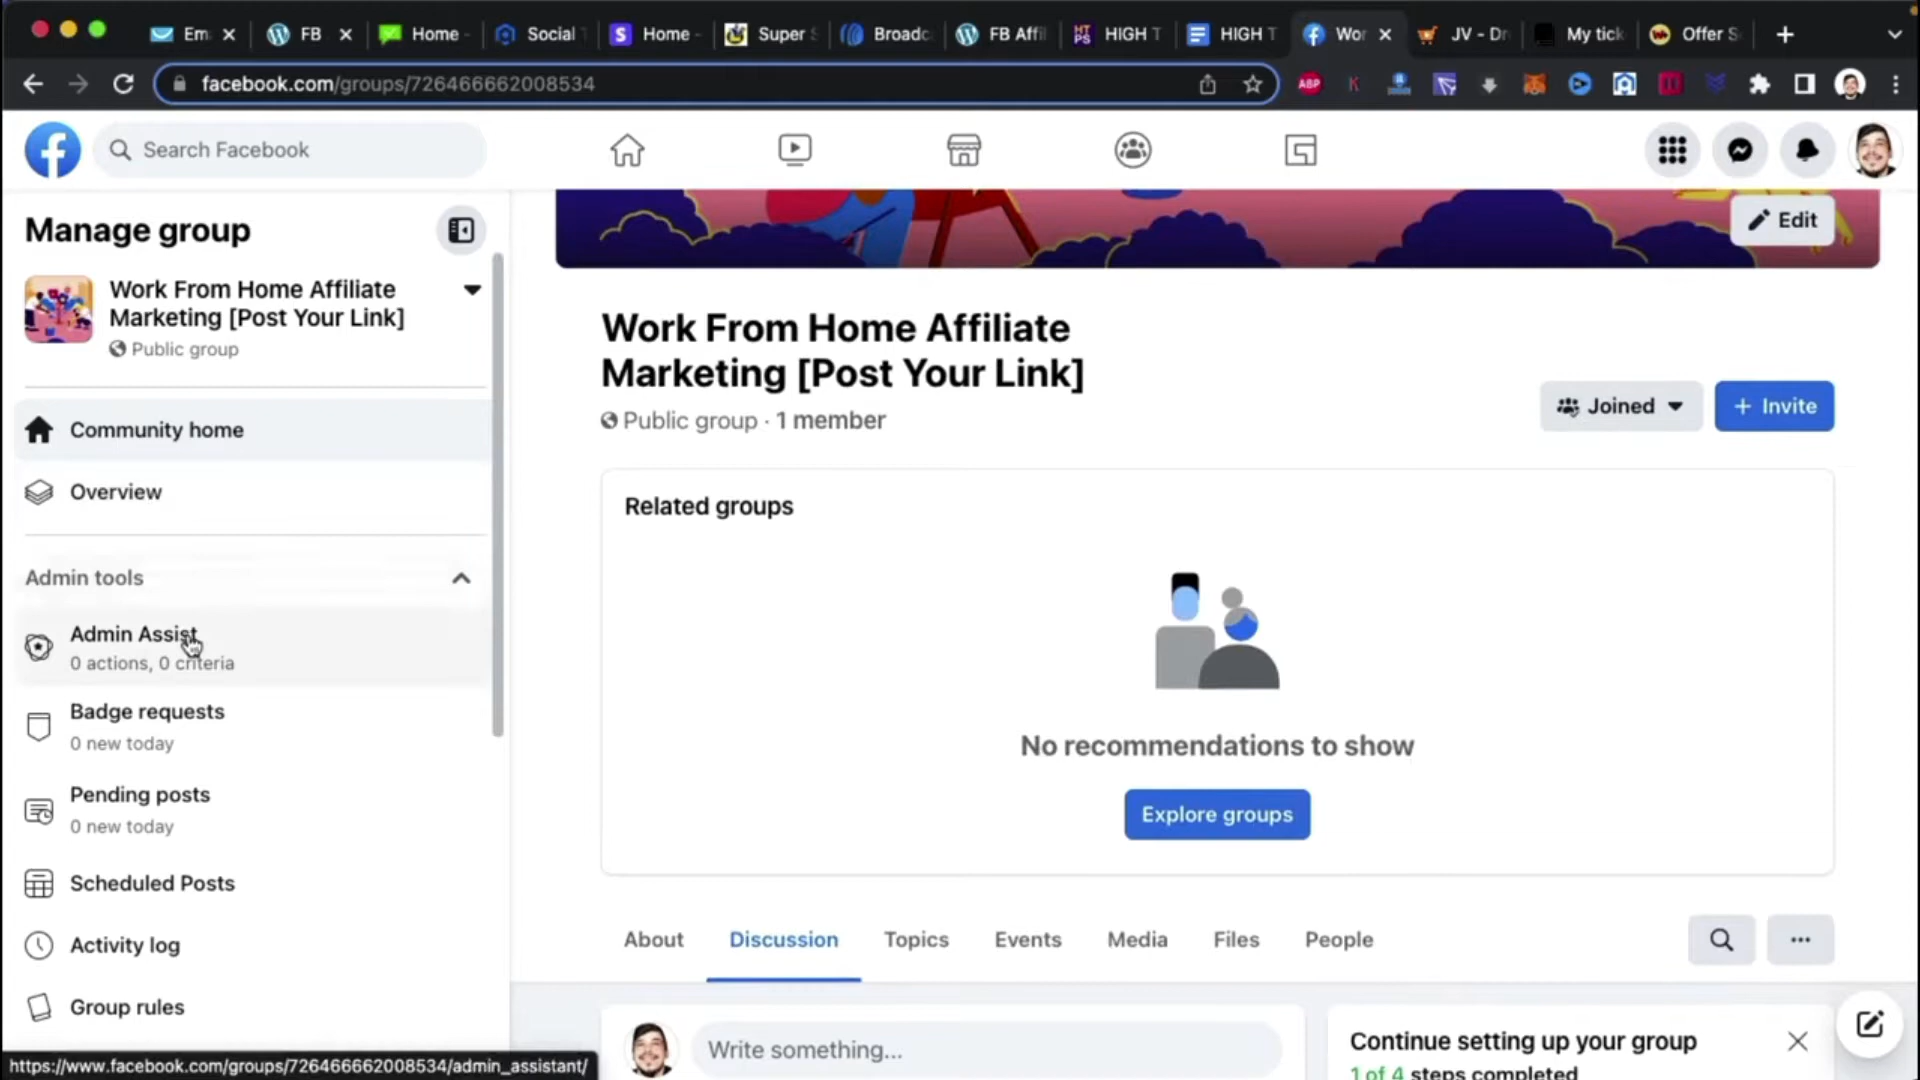 Em
FB
Home -
Social T
Home -
Super S
Broadc
FB Affil
HIGH T
HIGH T
Wor
JV - Dr
My tick
Offer S
facebook.com/groups/726466662008534
ABP
Search Facebook
Manage group
Edit
Work From Home Affiliate
Marketing [Post Your Link]
Public group
Work From Home Affiliate
Marketing [Post Your Link]
Public group · 1 member
Joined
+ Invite
Community home
Overview
Related groups
Admin tools
Admin Assist
0 actions, 0 criteria
Badge requests
0 new today
No recommendations to show
Explore groups
Pending posts
0 new today
Scheduled Posts
Activity log
Group rules
About
Discussion
Topics
Events
Media
Files
People
Write something...
Continue setting up your group
1 of 4 steps completed
https://www.facebook.com/groups/726466662008534/admin_assistant/